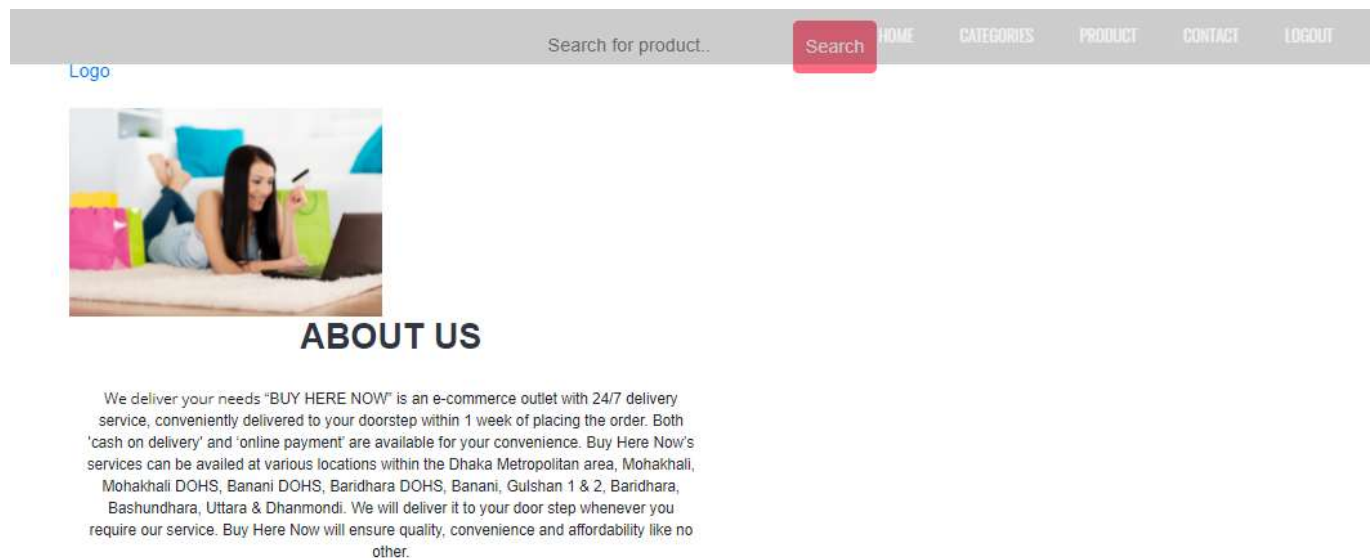 Search for product..
Search
HOME
CATEGORIES
PRODUCT
CONTACT
LOGOUT
Logo
ABOUT US
We deliver your needs “BUY HERE NOW” is an e-commerce outlet with 24/7 delivery
service, conveniently delivered to your doorstep within 1 week of placing the order. Both
'cash on delivery' and ‘online payment’ are available for your convenience. Buy Here Now’s
services can be availed at various locations within the Dhaka Metropolitan area, Mohakhali,
Mohakhali DOHS, Banani DOHS, Baridhara DOHS, Banani, Gulshan 1 & 2, Baridhara,
Bashundhara, Uttara & Dhanmondi. We will deliver it to your door step whenever you
require our service. Buy Here Now will ensure quality, convenience and affordability like no
other.